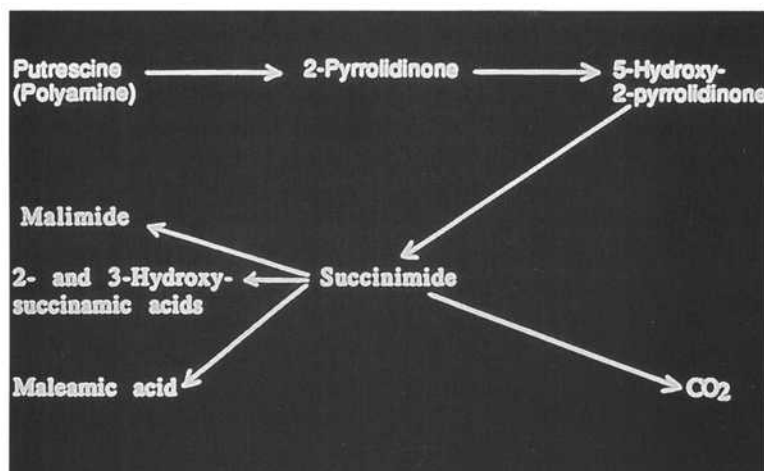 Putrescine
(Polyamine)
2-Pyrrolidinone
5-Hydroxy-
2-pyrrolidinone
Malimide
2- and 3-Hydroxy-
succinamic acids
Succinimide
Maleamic acid
CO2